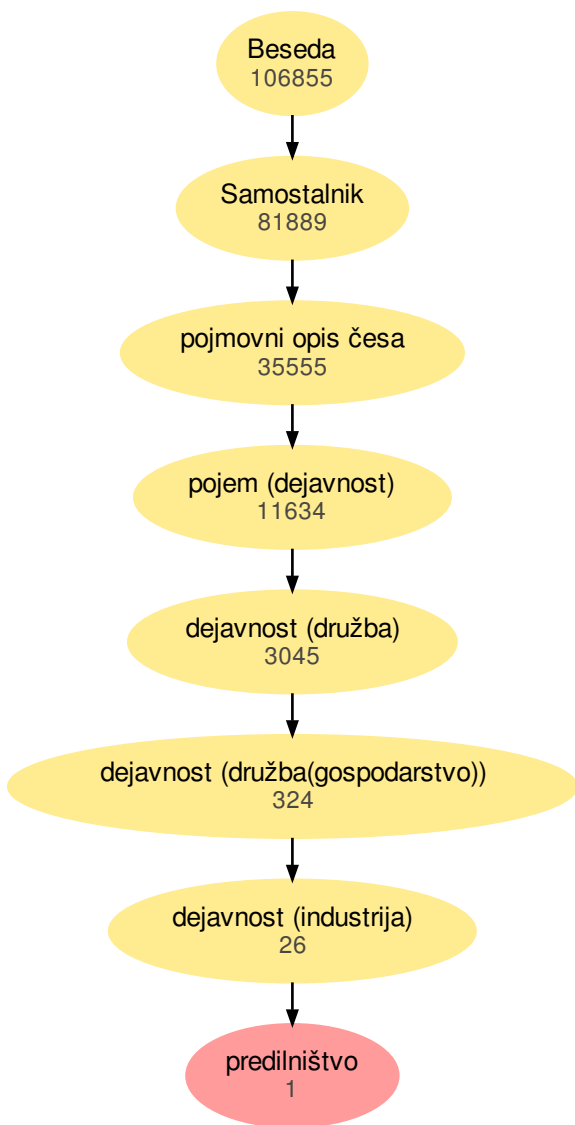 Beseda
106855
Samostalnik
81889
pojmovni opis česa
35555
pojem (dejavnost)
11634
dejavnost (družba)
3045
dejavnost (družba(gospodarstvo))
324
dejavnost (industrija)
26
predilništvo
1